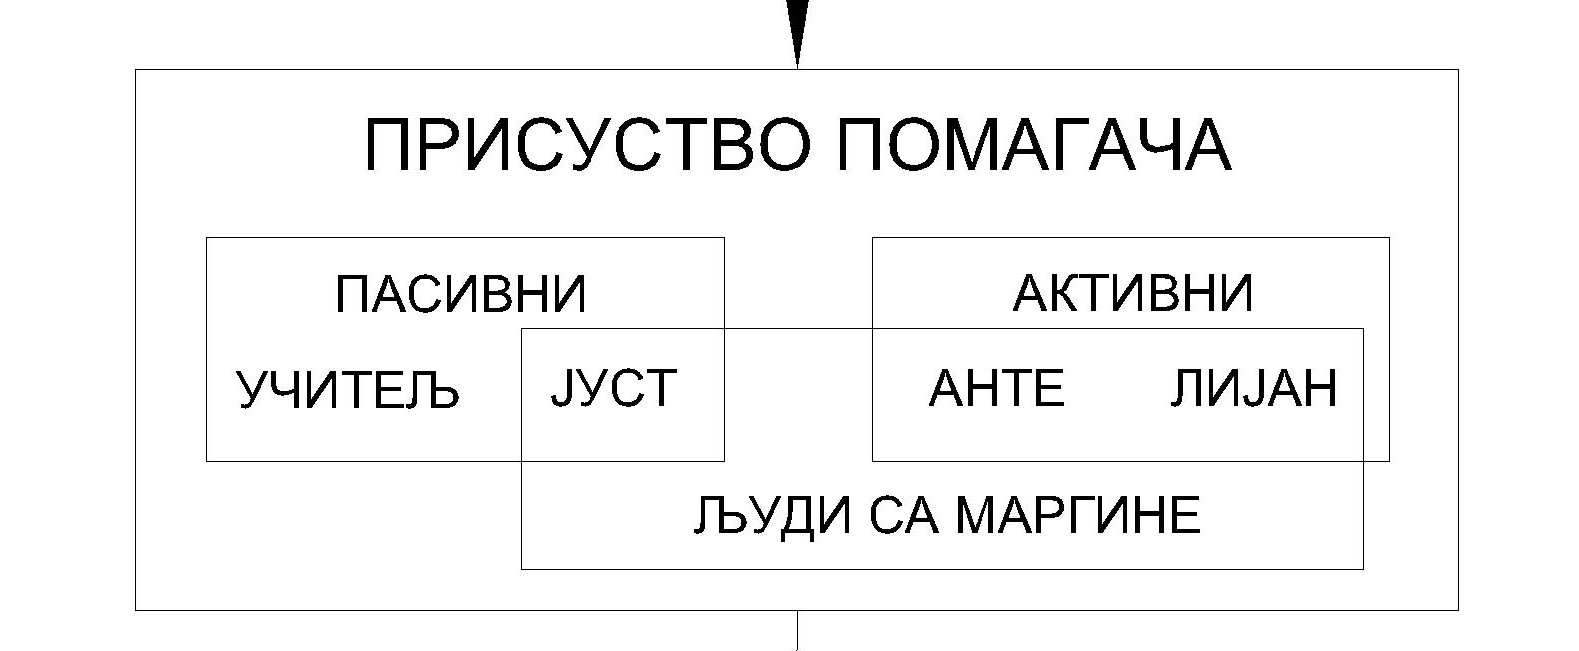 ПРИСУСТВО ПОМАГАЧА
ПАСИВНИ
АКТИВНИ
УЧИТЕЉ
ЈУСТ
АНТЕ
ЛИЈАН
ЉУДИ СА МАРГИНЕ